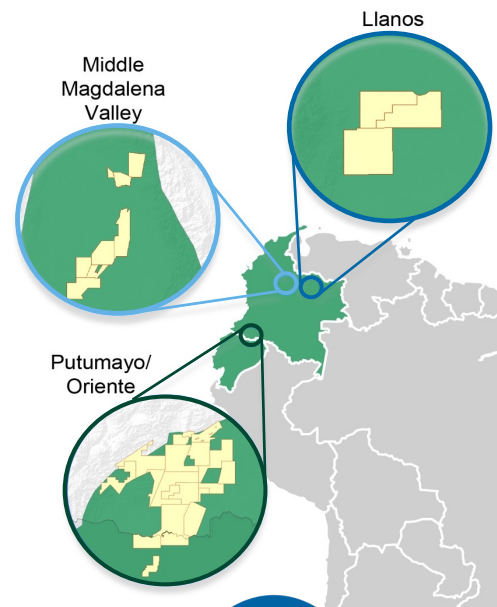 Llanos
Middle
Magdalena
Valley
Putumayo/
Oriente